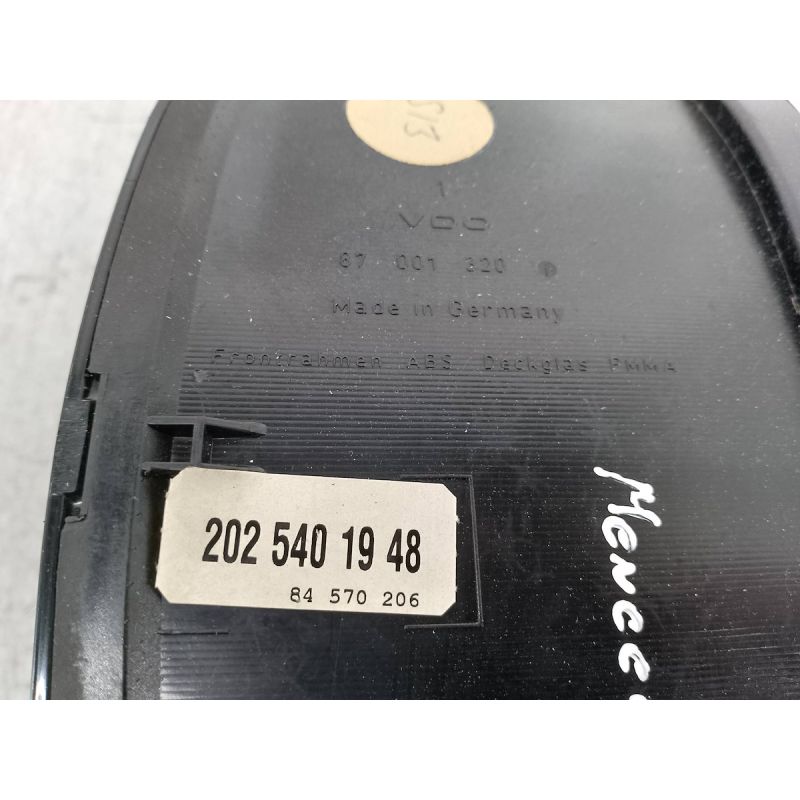 513
1
VDO
87 001 320
Made in Germany
Frontrahmen ABS/Deckglas PMMA
202 540 19 48
84 570 206